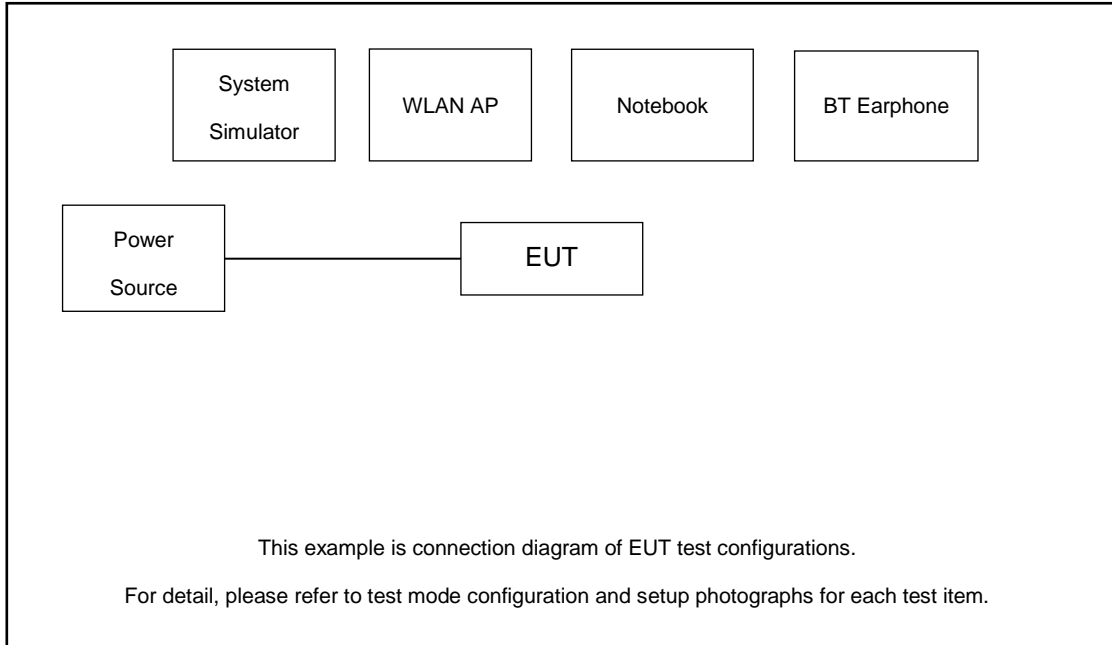 System
Simulator
WLAN AP
Notebook
BT Earphone
Power
Source
EUT
This example is connection diagram of EUT test configurations.
For detail, please refer to test mode configuration and setup photographs for each test item.